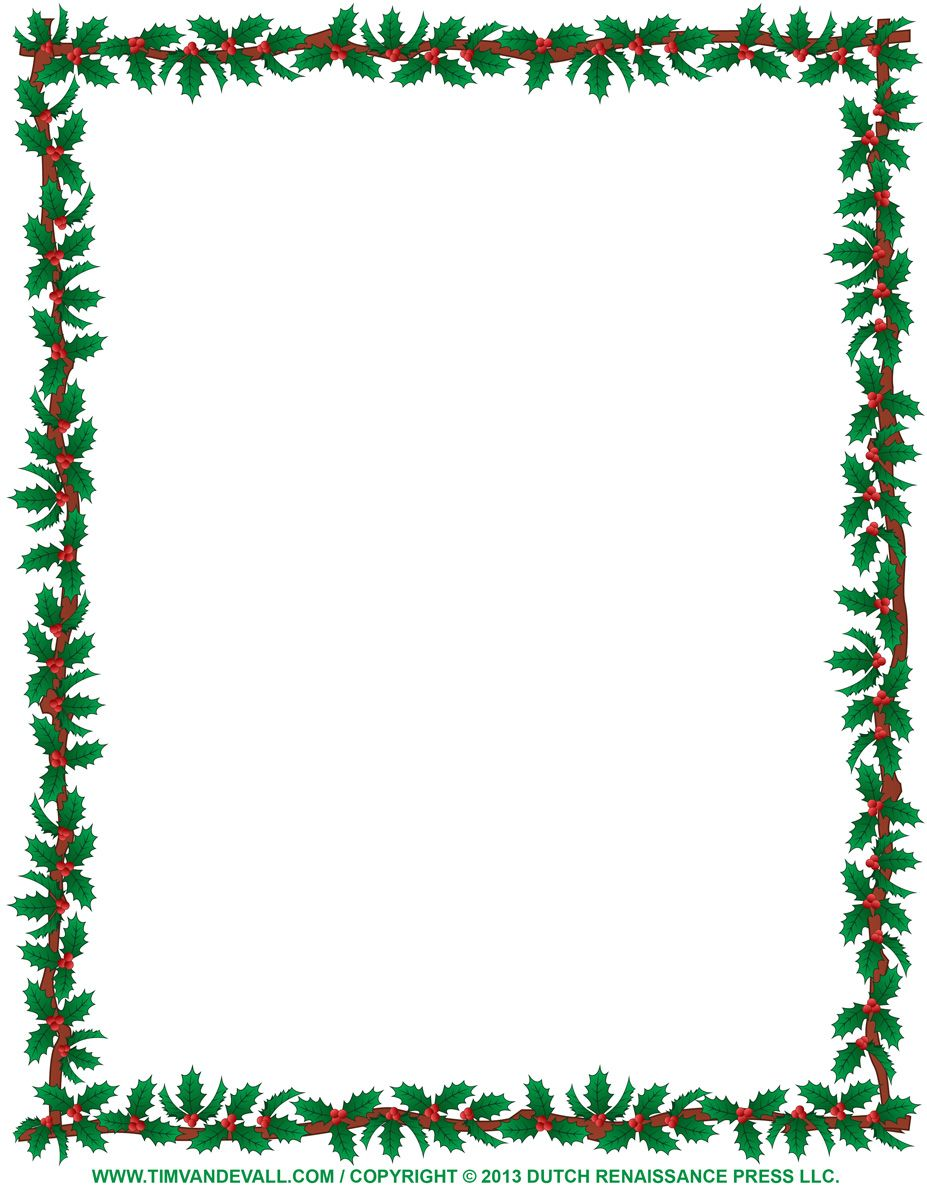 WWW.TIMVANDEVALL.COM / COPYRIGHT © 2013 DUTCH RENAISSANCE PRESS LLC.